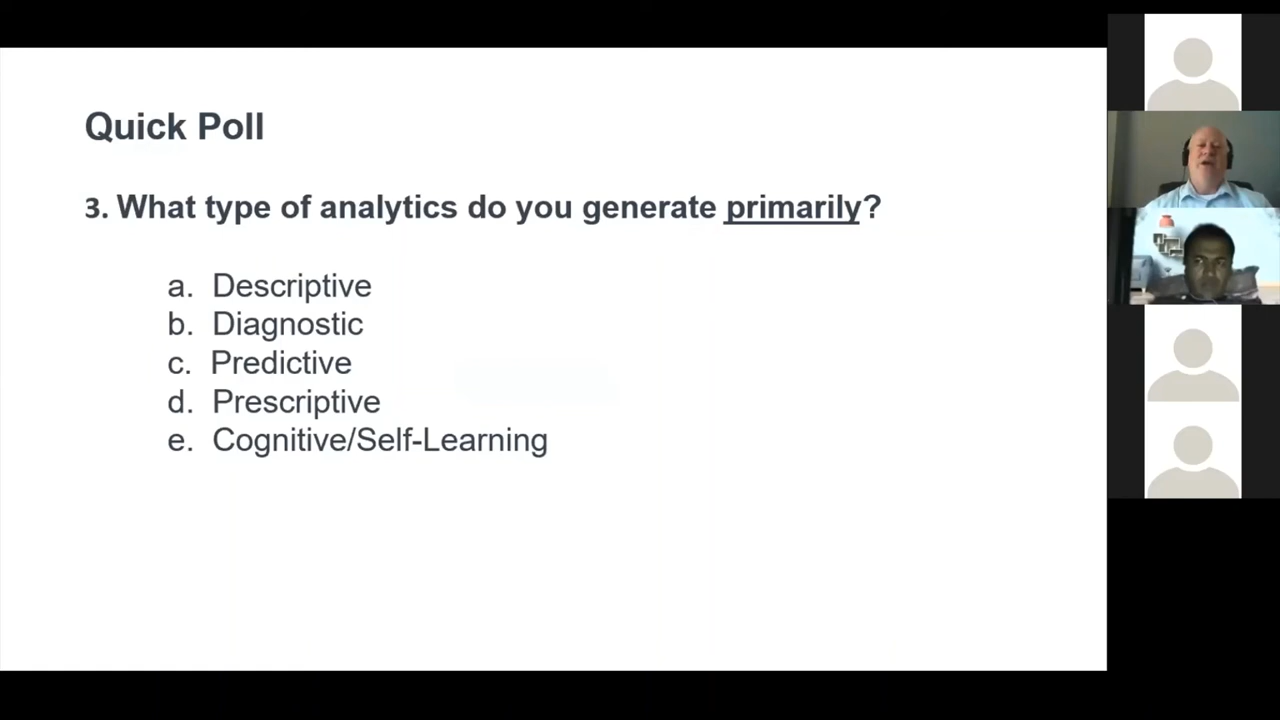 Quick Poll
3. What type of analytics do you generate primarily?
a. Descriptive
b. Diagnostic
c. Predictive
d. Prescriptive
e. Cognitive/Self-Learning